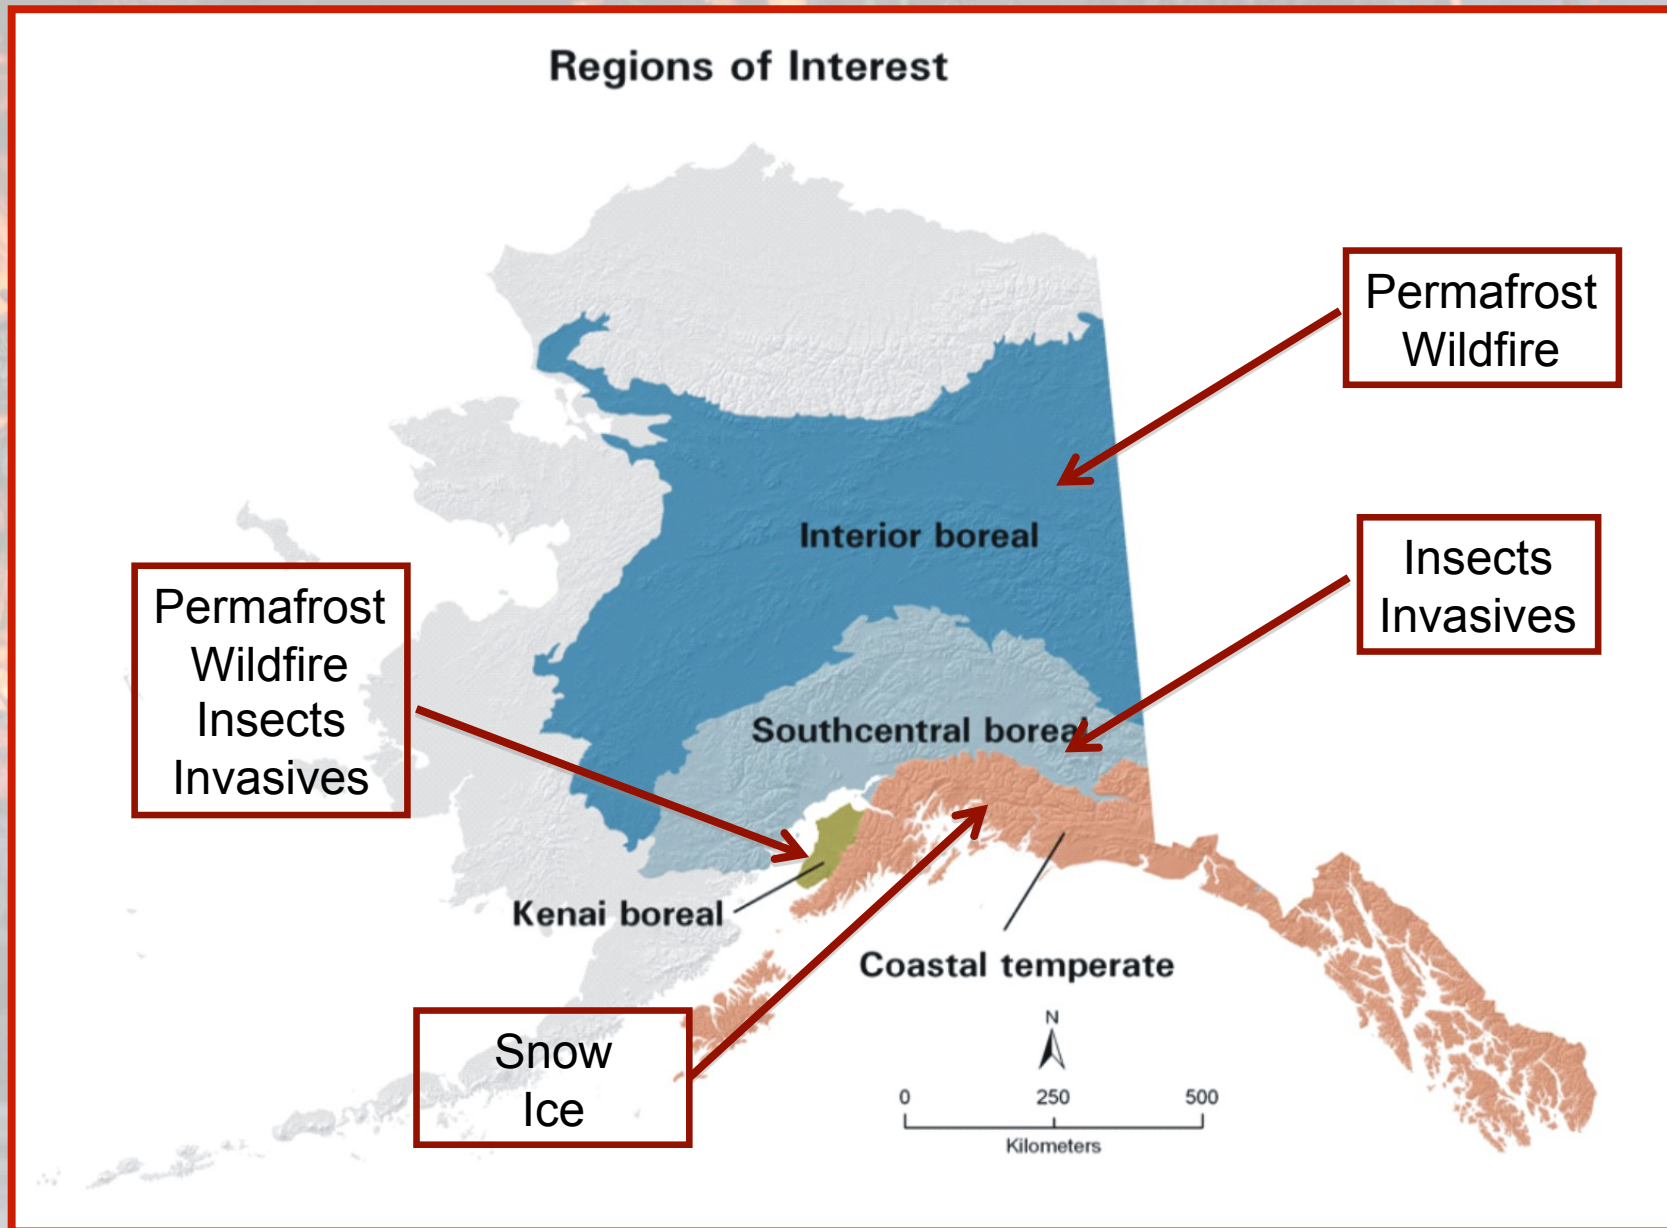 Regions of Interest
Permafrost
Wildfire
Interior boreal
Insects
Invasives
Permafrost
Wildfire
Insects
Invasives
Southcentral boreal
Kenai boreal
Coastal temperate
Snow
Ice
N
0 250 500
Kilometers